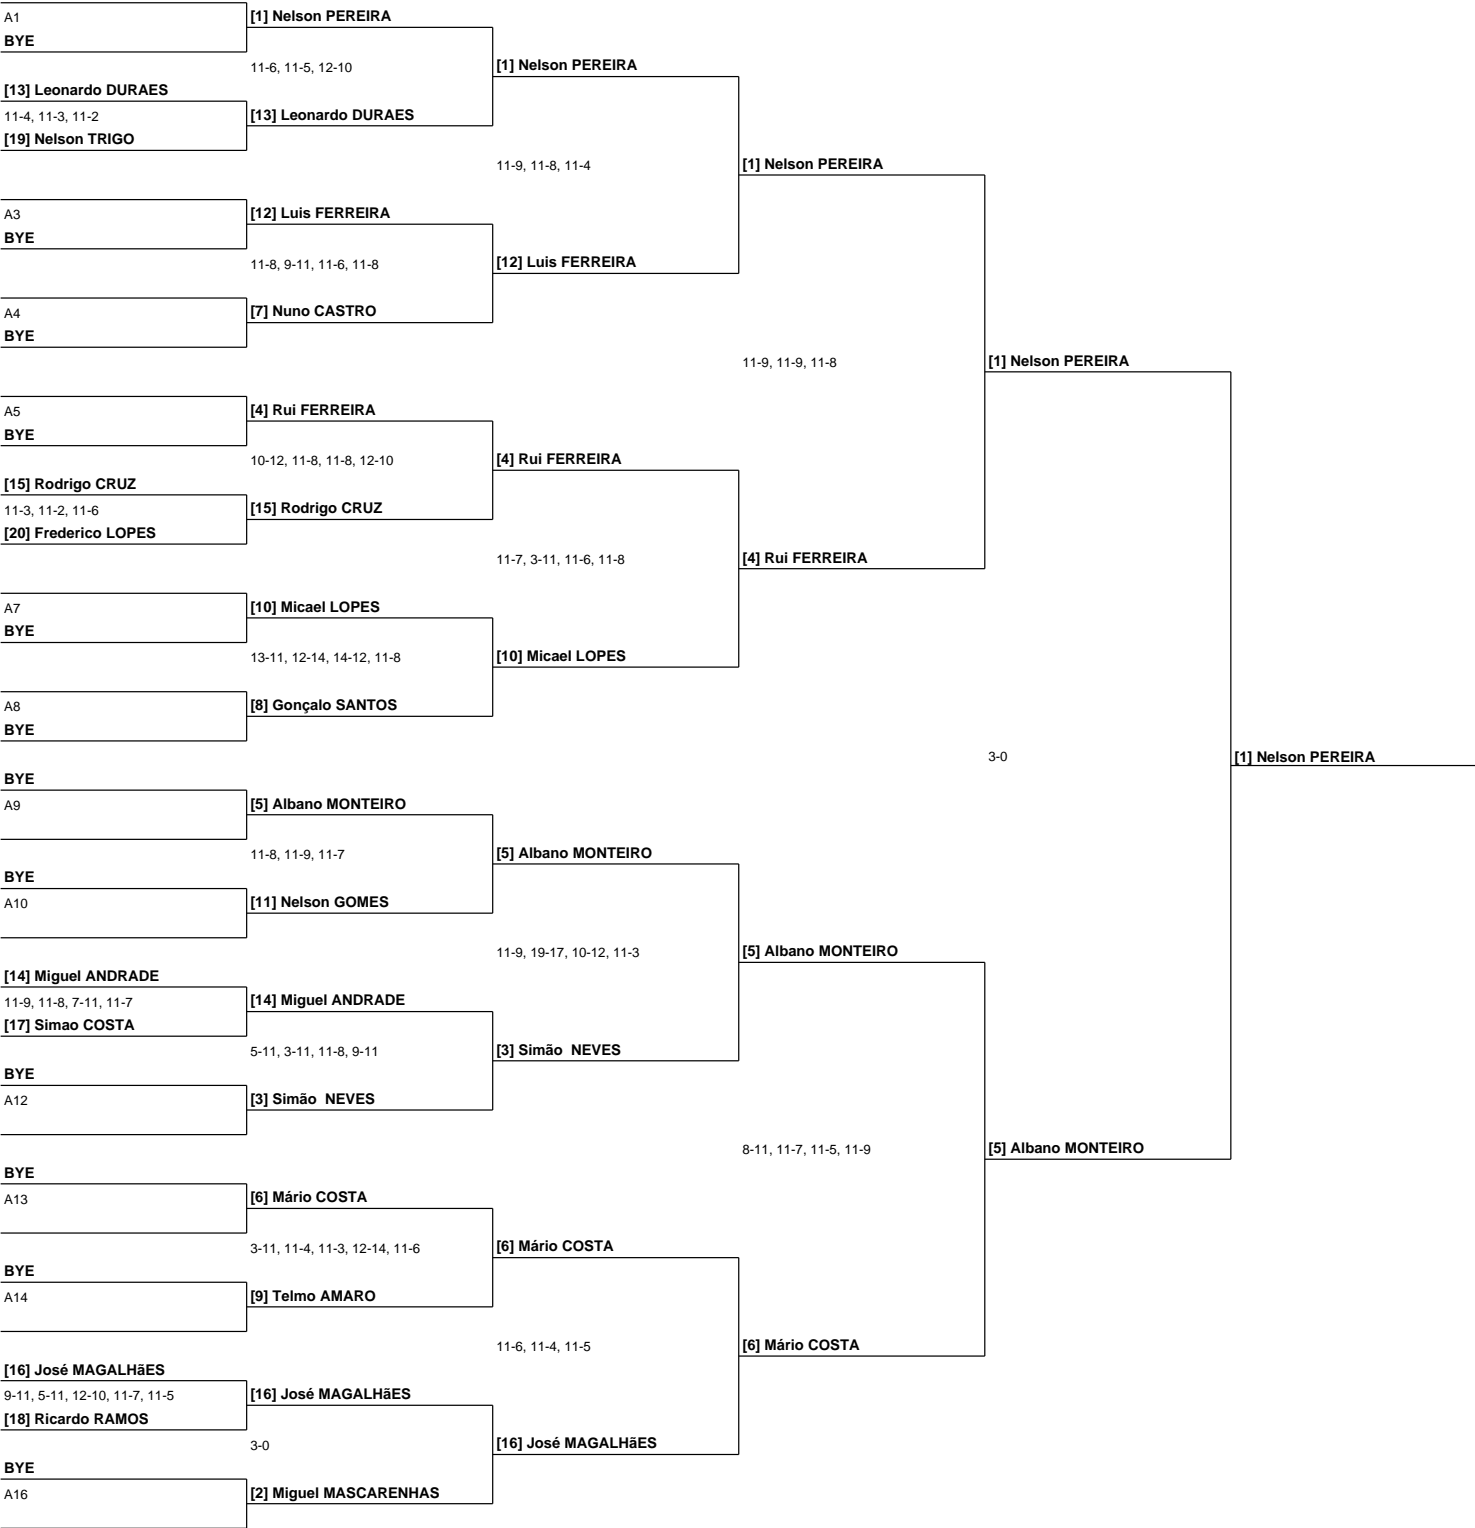 A1
BYE
[1] Nelson PEREIRA
11-6, 11-5, 12-10
[1] Nelson PEREIRA
[13] Leonardo DURAES
11-4, 11-3, 11-2
[19] Nelson TRIGO
[13] Leonardo DURAES
11-9, 11-8, 11-4
[1] Nelson PEREIRA
A3
BYE
[12] Luis FERREIRA
11-8, 9-11, 11-6, 11-8
[12] Luis FERREIRA
A4
BYE
[7] Nuno CASTRO
11-9, 11-9, 11-8
[1] Nelson PEREIRA
A5
BYE
[4] Rui FERREIRA
10-12, 11-8, 11-8, 12-10
[4] Rui FERREIRA
[15] Rodrigo CRUZ
11-3, 11-2, 11-6
[20] Frederico LOPES
[15] Rodrigo CRUZ
11-7, 3-11, 11-6, 11-8
[4] Rui FERREIRA
A7
BYE
[10] Micael LOPES
13-11, 12-14, 14-12, 11-8
[10] Micael LOPES
A8
BYE
[8] Gonçalo SANTOS
3-0
[1] Nelson PEREIRA
BYE
A9
[5] Albano MONTEIRO
11-8, 11-9, 11-7
[5] Albano MONTEIRO
BYE
A10
[11] Nelson GOMES
11-9, 19-17, 10-12, 11-3
[5] Albano MONTEIRO
[14] Miguel ANDRADE
11-9, 11-8, 7-11, 11-7
[17] Simao COSTA
[14] Miguel ANDRADE
5-11, 3-11, 11-8, 9-11
[3] Simão  NEVES
BYE
A12
[3] Simão  NEVES
8-11, 11-7, 11-5, 11-9
[5] Albano MONTEIRO
BYE
A13
[6] Mário COSTA
3-11, 11-4, 11-3, 12-14, 11-6
[6] Mário COSTA
BYE
A14
[9] Telmo AMARO
11-6, 11-4, 11-5
[6] Mário COSTA
[16] José MAGALHãES
9-11, 5-11, 12-10, 11-7, 11-5
[18] Ricardo RAMOS
[16] José MAGALHãES
3-0
[16] José MAGALHãES
BYE
A16
[2] Miguel MASCARENHAS